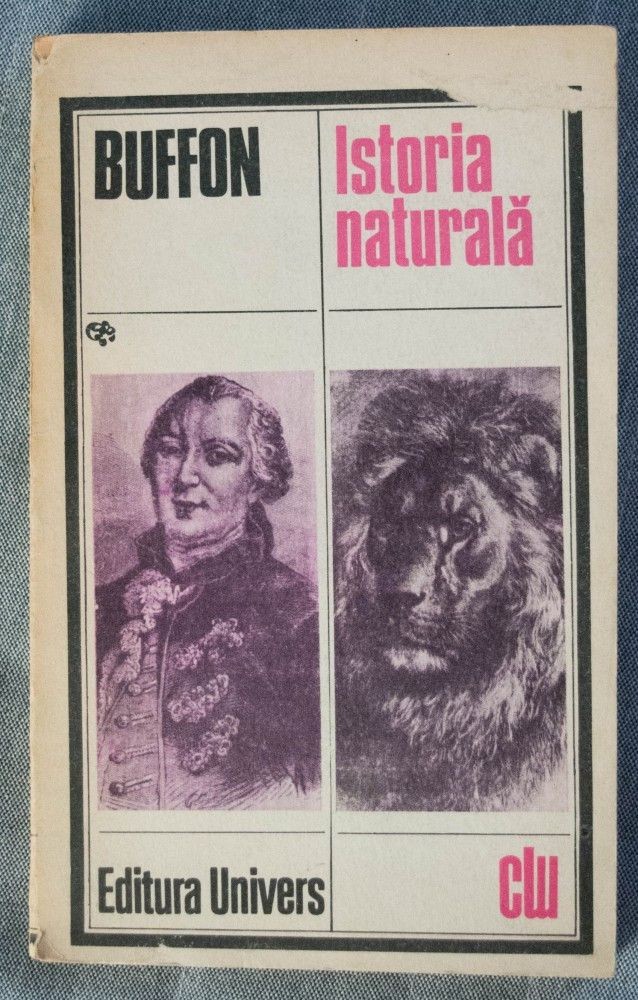 BUFFON
Istoria
naturală
Editura Univers
clu